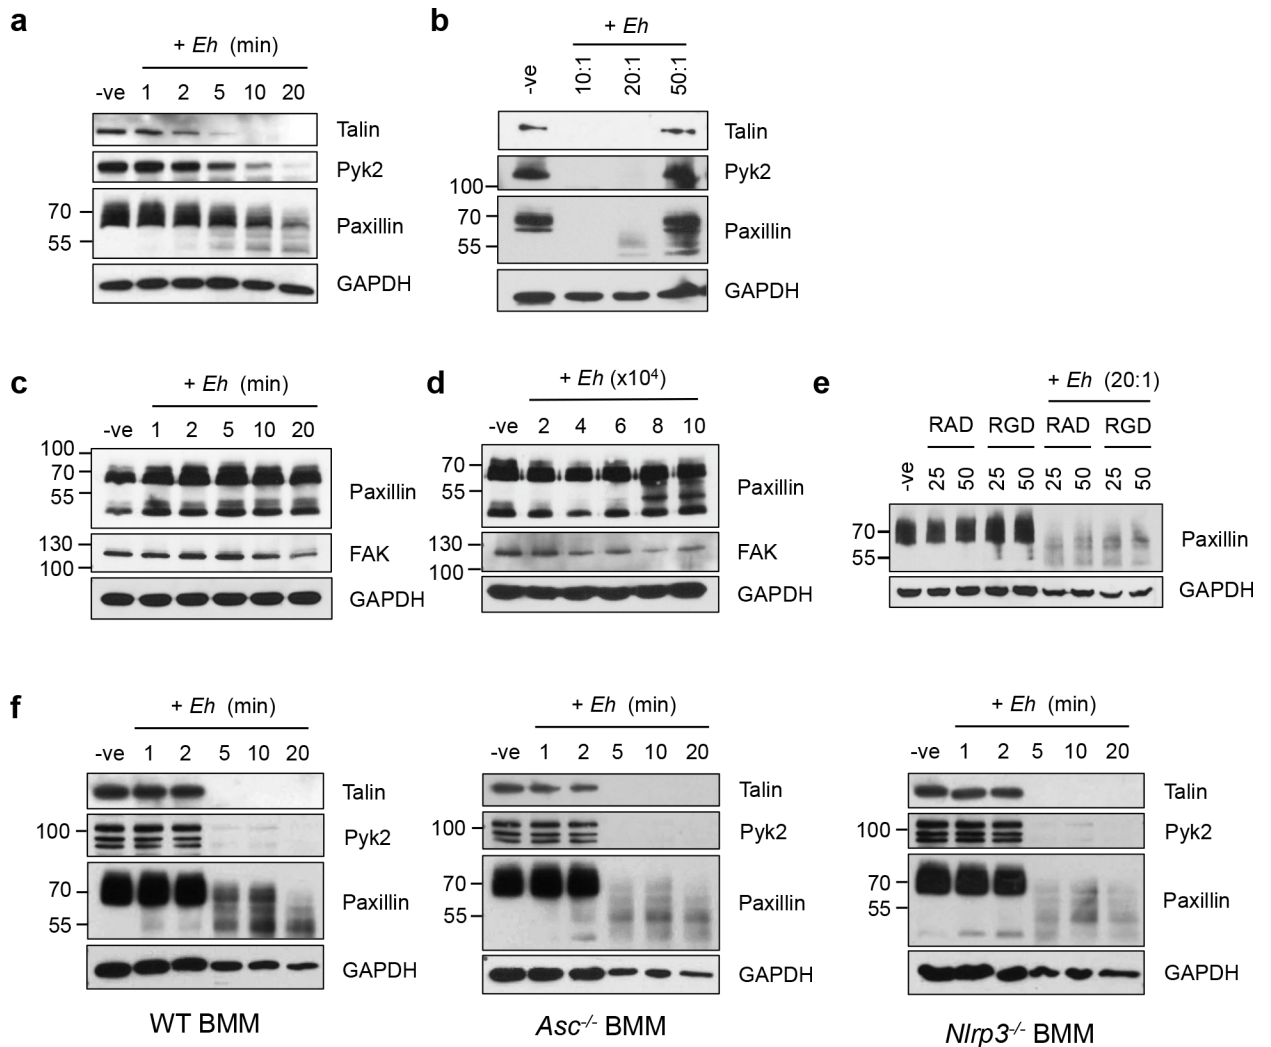 a
+ Eh (min)
-ve 1 2 5 10 20
Talin
Pyk2
70
55
Paxillin
GAPDH
b
+ Eh
-ve 10:1 20:1 50:1
Talin
100
Pyk2
70
55
Paxillin
GAPDH
c
+ Eh (min)
-ve 1 2 5 10 20
100
70
55
Paxillin
130
100
FAK
GAPDH
d
+ Eh (x10⁴)
-ve 2 4 6 8 10
70
55
Paxillin
130
100
FAK
GAPDH
e
+ Eh (20:1)
RAD RGD RAD RGD
-ve 25 50 25 50 25 50 25 50
70
55
Paxillin
GAPDH
f
+ Eh (min)
-ve 1 2 5 10 20
Talin
100
Pyk2
70
55
Paxillin
GAPDH
WT BMM
+ Eh (min)
-ve 1 2 5 10 20
Talin
100
Pyk2
70
55
Paxillin
GAPDH
Asc⁻/⁻ BMM
+ Eh (min)
-ve 1 2 5 10 20
Talin
100
Pyk2
70
55
Paxillin
GAPDH
Nlrp3⁻/⁻ BMM